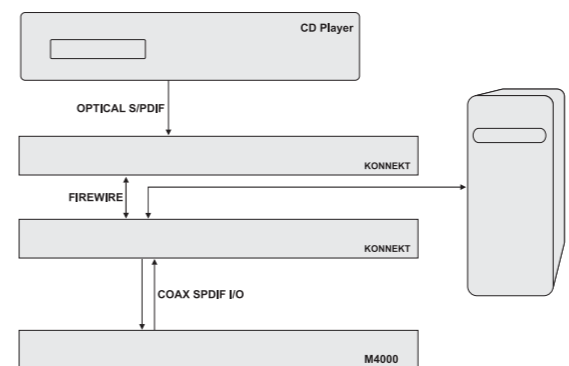 CD Player
OPTICAL S/PDIF
KONNEKT
FIREWIRE
KONNEKT
COAX SPDIF I/O
M4000